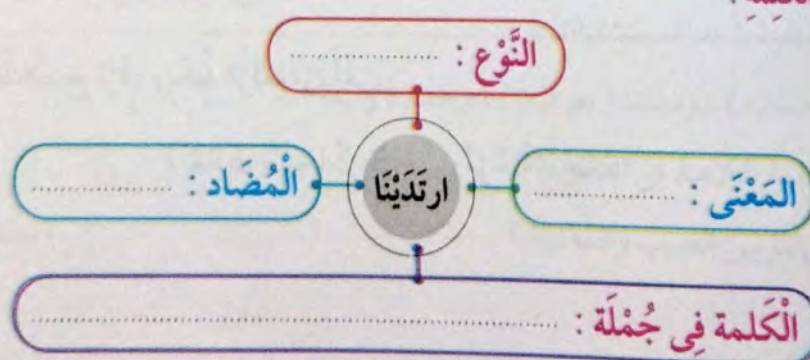 النَّوْع : ....................
المَعْنَى : ....................
ارتَدَيْنَا
الْمُضَاد : ....................
الْكَلمة فِى جُمْلَة : ................................................................